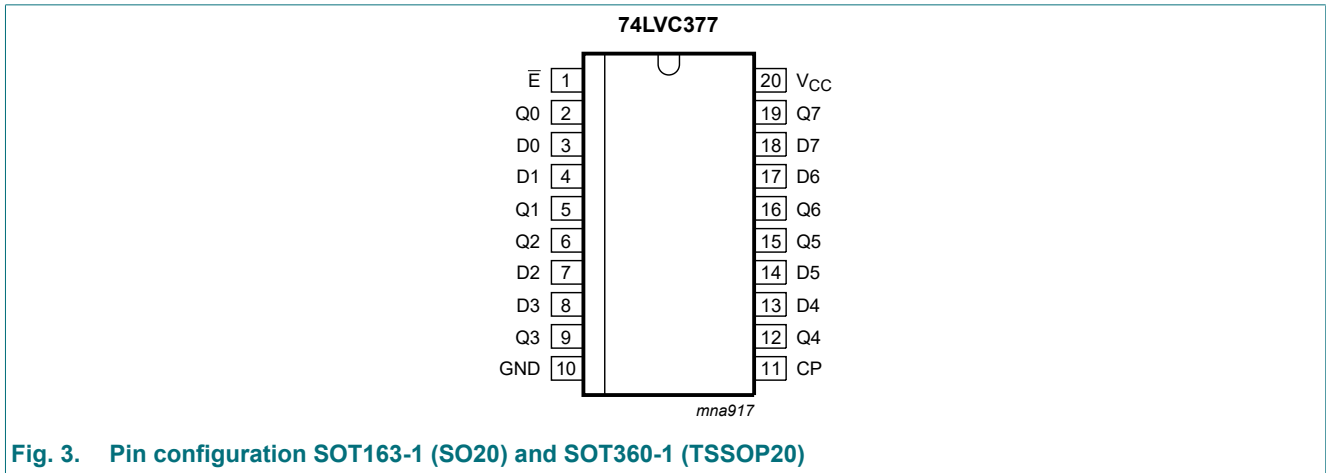 74LVC377
E̅ 1 20 VCC
Q0 2 19 Q7
D0 3 18 D7
D1 4 17 D6
Q1 5 16 Q6
Q2 6 15 Q5
D2 7 14 D5
D3 8 13 D4
Q3 9 12 Q4
GND 10 11 CP
mna917
Fig. 3. Pin configuration SOT163-1 (SO20) and SOT360-1 (TSSOP20)